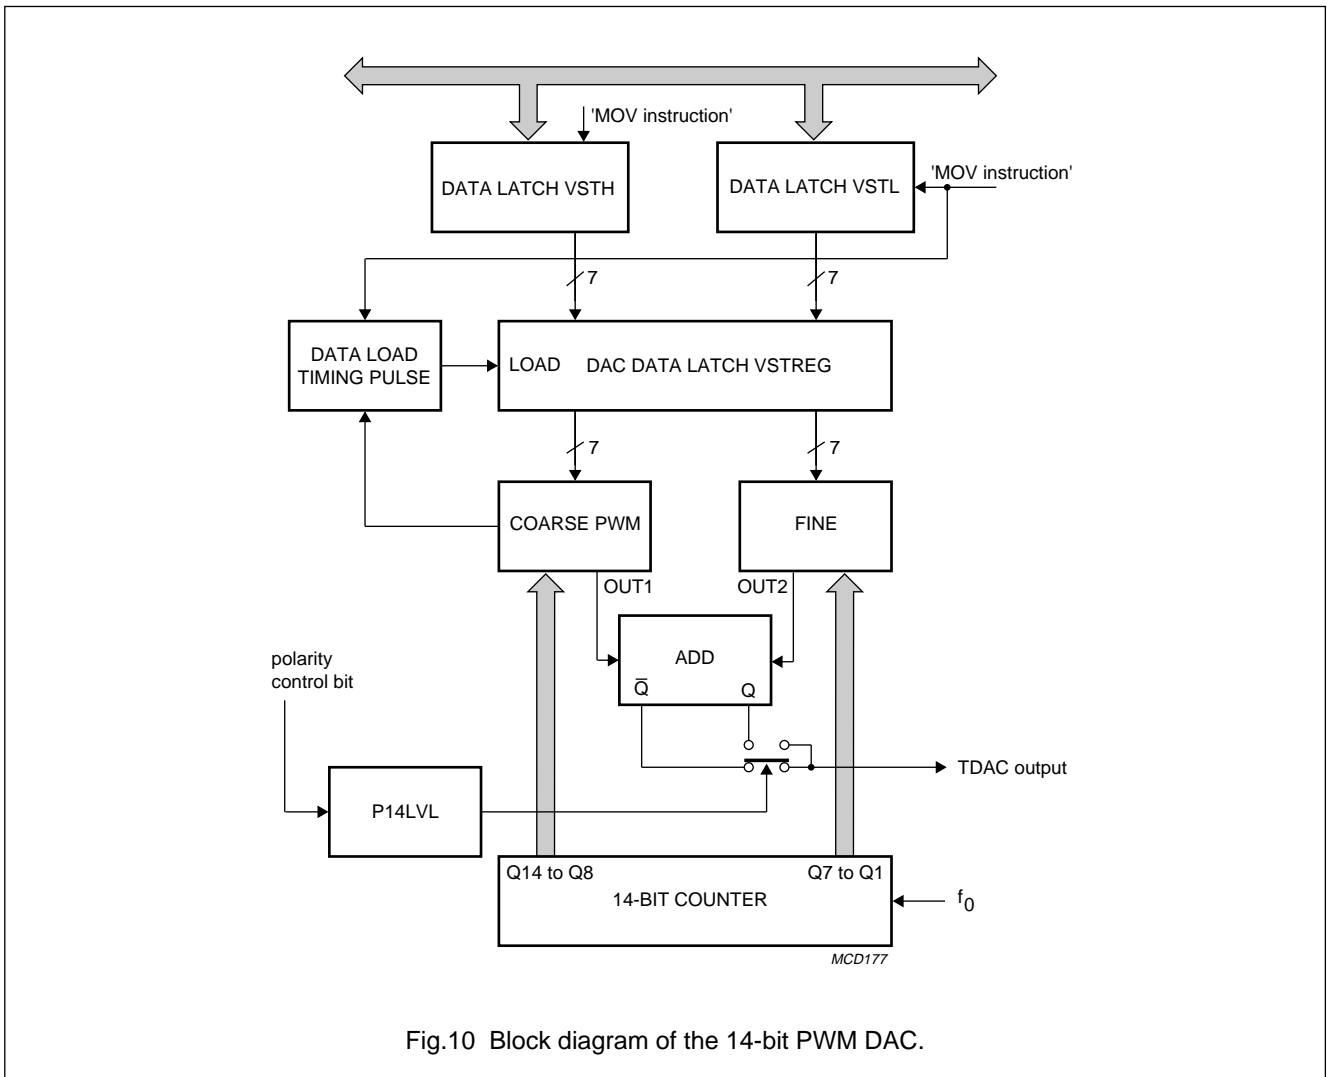 'MOV instruction'
DATA LATCH VSTH
DATA LATCH VSTL
'MOV instruction'
7
7
DATA LOAD
TIMING PULSE
LOAD
DAC DATA LATCH VSTREG
7
7
COARSE PWM
FINE
OUT1
OUT2
ADD
Q̅
Q
polarity
control bit
TDAC output
P14LVL
Q14 to Q8
Q7 to Q1
14-BIT COUNTER
f0
MCD177
Fig.10 Block diagram of the 14-bit PWM DAC.